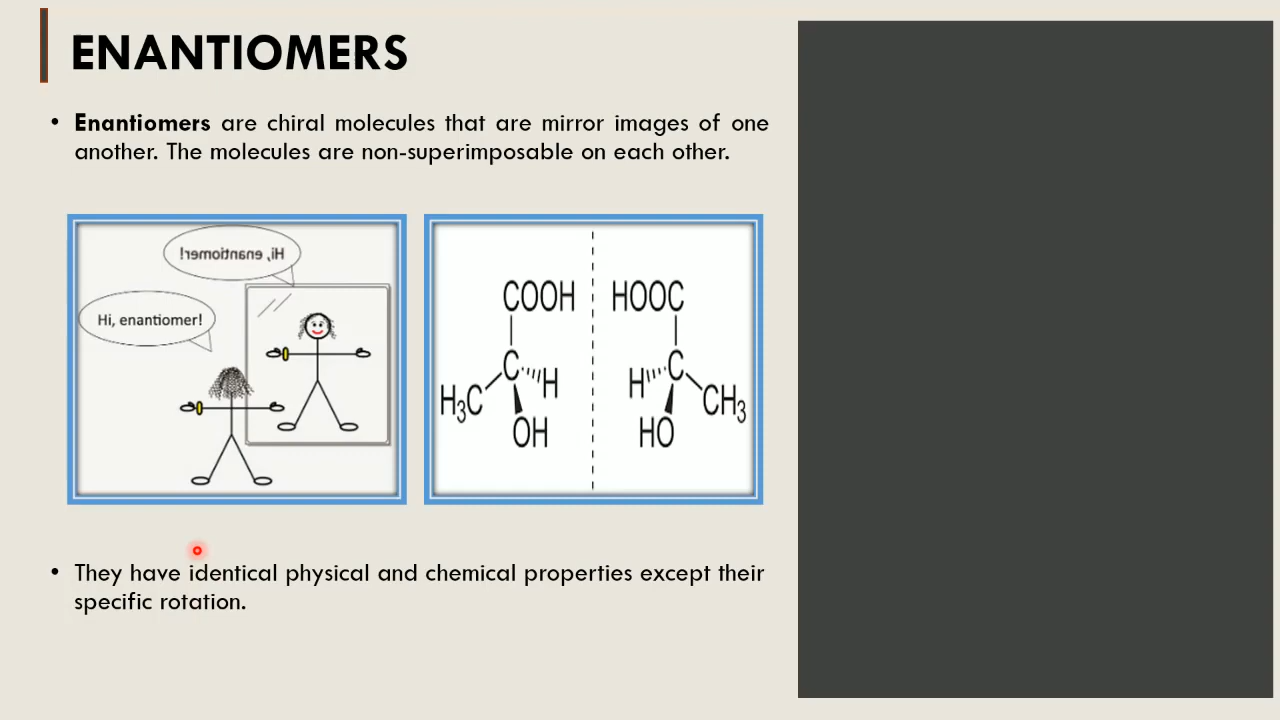 ENANTIOMERS
• Enantiomers are chiral molecules that are mirror images of one
another. The molecules are non-superimposable on each other.
Hi, enantiomer!
Hi, enantiomer!
COOH
HOOC
C
H
H
C
H₃C
CH₃
OH
HO
• They have identical physical and chemical properties except their
specific rotation.